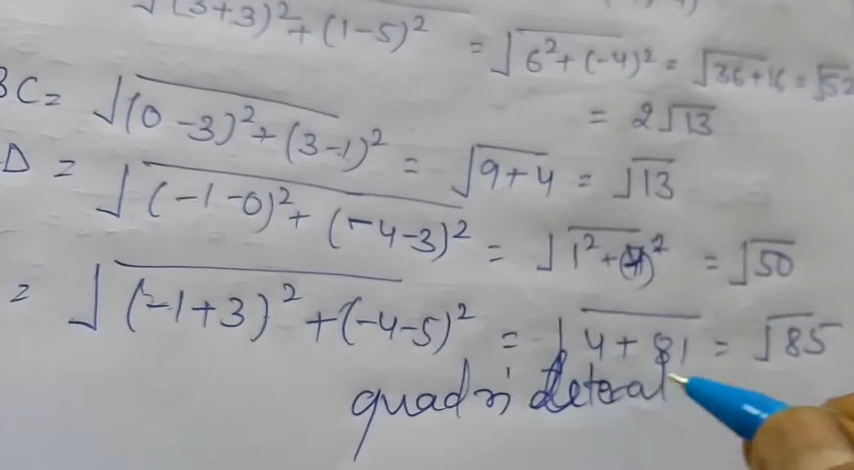 √(3+3)²+(1-5)² = √6²+(-4)² = √36+16 = √52
= 2√13
BC = √(0-3)²+(3-1)² = √9+4 = √13
D = √(-1-0)²+(-4-3)² = √1²+(7)² = √50
= √(-1+3)²+(-4-5)² = √4+81 = √85